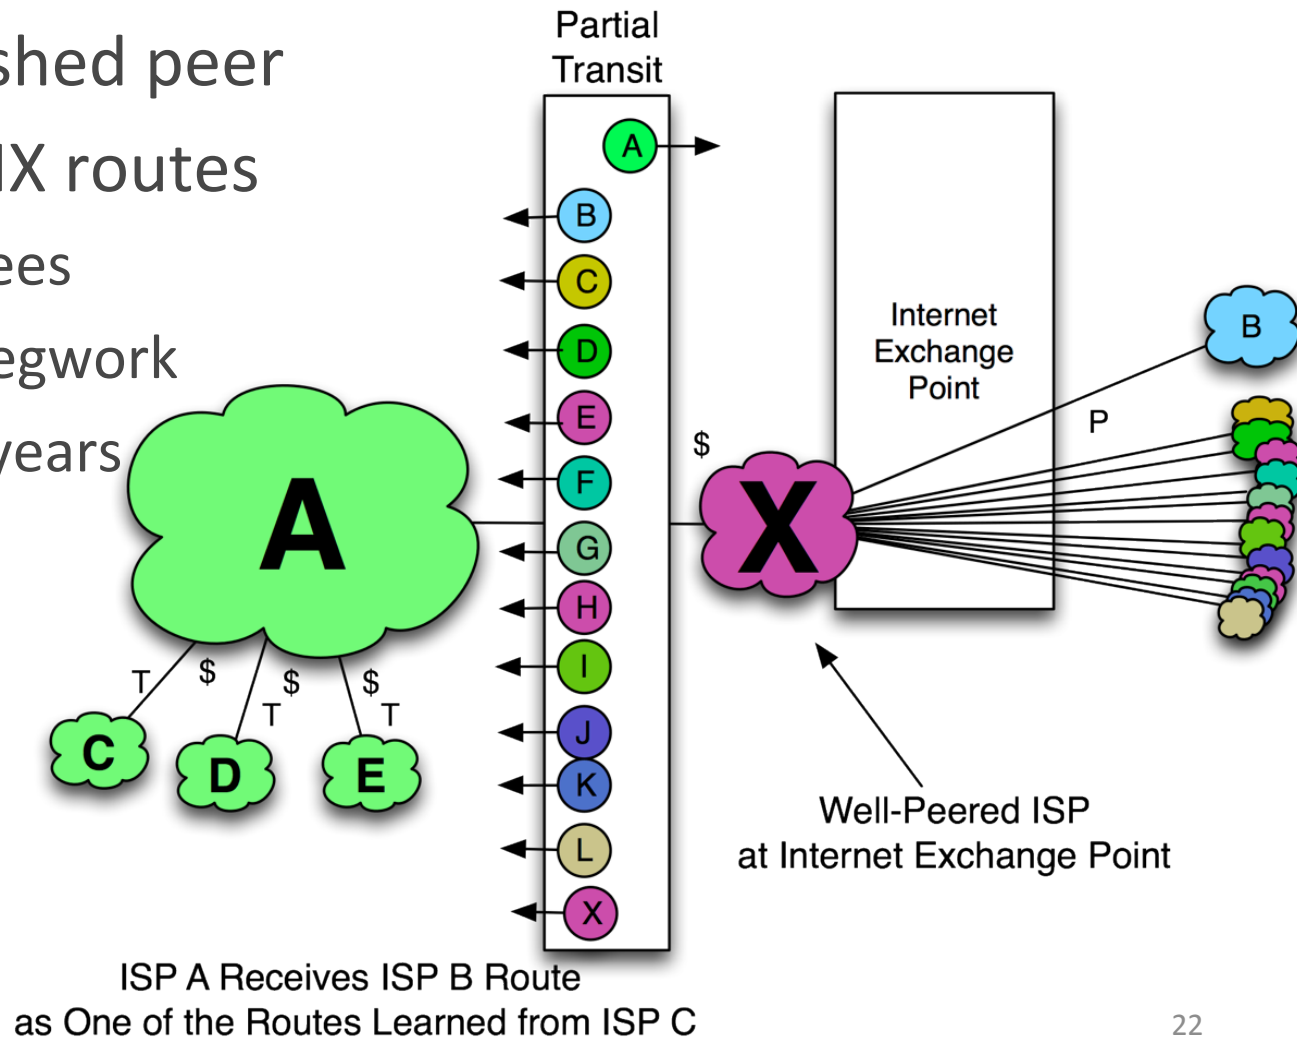 shed peer
IX routes
ees
egwork
years
Partial
Transit
A
B
C
D
E
F
G
H
I
J
K
L
X
Internet
Exchange
Point
B
P
$
A
X
T
$
$
T
$
T
C
D
E
Well-Peered ISP
at Internet Exchange Point
ISP A Receives ISP B Route
as One of the Routes Learned from ISP C
22